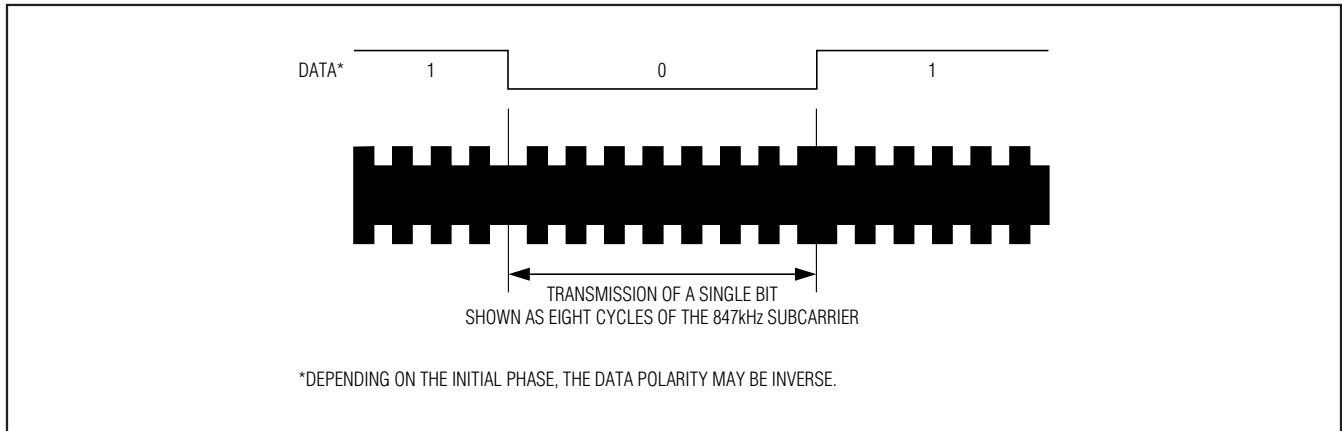 DATA* 1 0 1
TRANSMISSION OF A SINGLE BIT
SHOWN AS EIGHT CYCLES OF THE 847kHz SUBCARRIER
*DEPENDING ON THE INITIAL PHASE, THE DATA POLARITY MAY BE INVERSE.